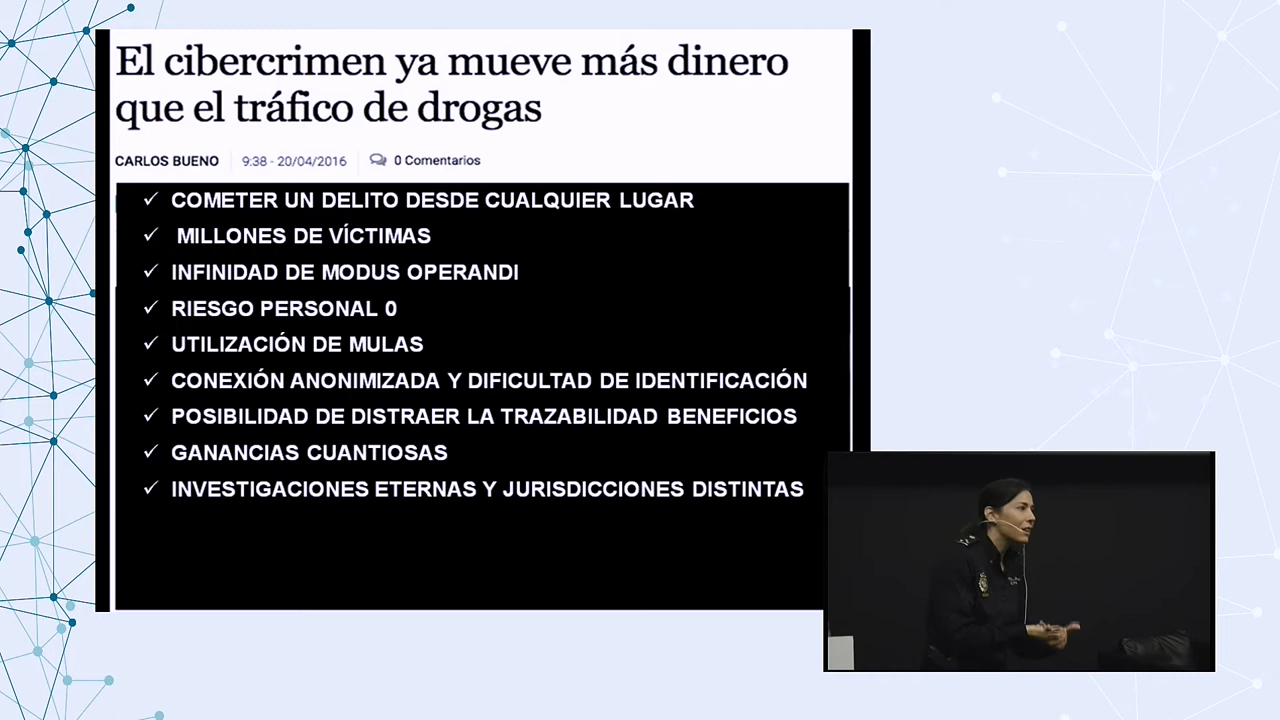 El cibercrimen ya mueve más dinero
que el tráfico de drogas
CARLOS BUENO 9:38 - 20/04/2016 0 Comentarios
✓ COMETER UN DELITO DESDE CUALQUIER LUGAR
✓ MILLONES DE VÍCTIMAS
✓ INFINIDAD DE MODUS OPERANDI
✓ RIESGO PERSONAL 0
✓ UTILIZACIÓN DE MULAS
✓ CONEXIÓN ANONIMIZADA Y DIFICULTAD DE IDENTIFICACIÓN
✓ POSIBILIDAD DE DISTRAER LA TRAZABILIDAD BENEFICIOS
✓ GANANCIAS CUANTIOSAS
✓ INVESTIGACIONES ETERNAS Y JURISDICCIONES DISTINTAS